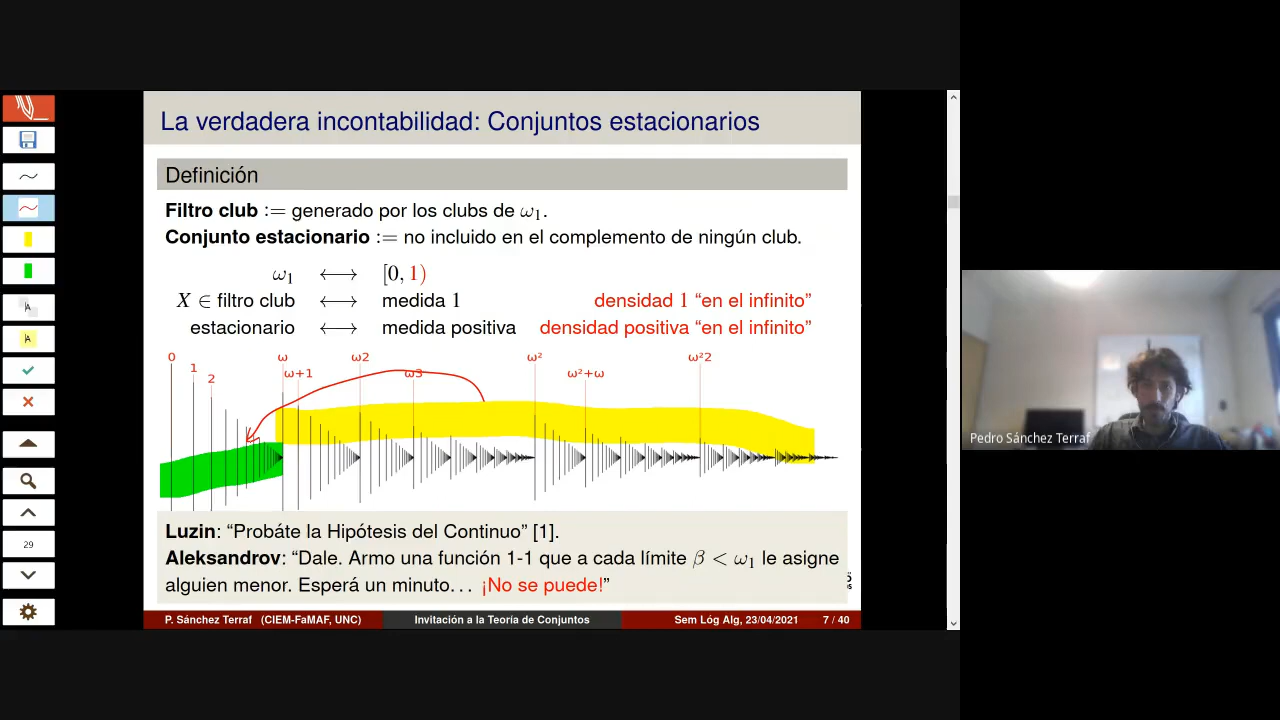 La verdadera incontabilidad: Conjuntos estacionarios
Definición
Filtro club := generado por los clubs de ω₁.
Conjunto estacionario := no incluido en el complemento de ningún club.
ω₁ ⟷ [0, 1)
X ∈ filtro club ⟷ medida 1 densidad 1 “en el infinito”
estacionario ⟷ medida positiva densidad positiva “en el infinito”
0 ω ω2 ω² ω²2
1 ω+1 ω3 ω²+ω
2
Luzin: “Probáte la Hipótesis del Continuo” [1].
Aleksandrov: “Dale. Armo una función 1-1 que a cada límite β < ω₁ le asigne
alguien menor. Esperá un minuto… ¡No se puede!”
P. Sánchez Terraf (CIEM-FaMAF, UNC) Invitación a la Teoría de Conjuntos Sem Lóg Alg, 23/04/2021 7 / 40
29
Pedro Sánchez Terraf